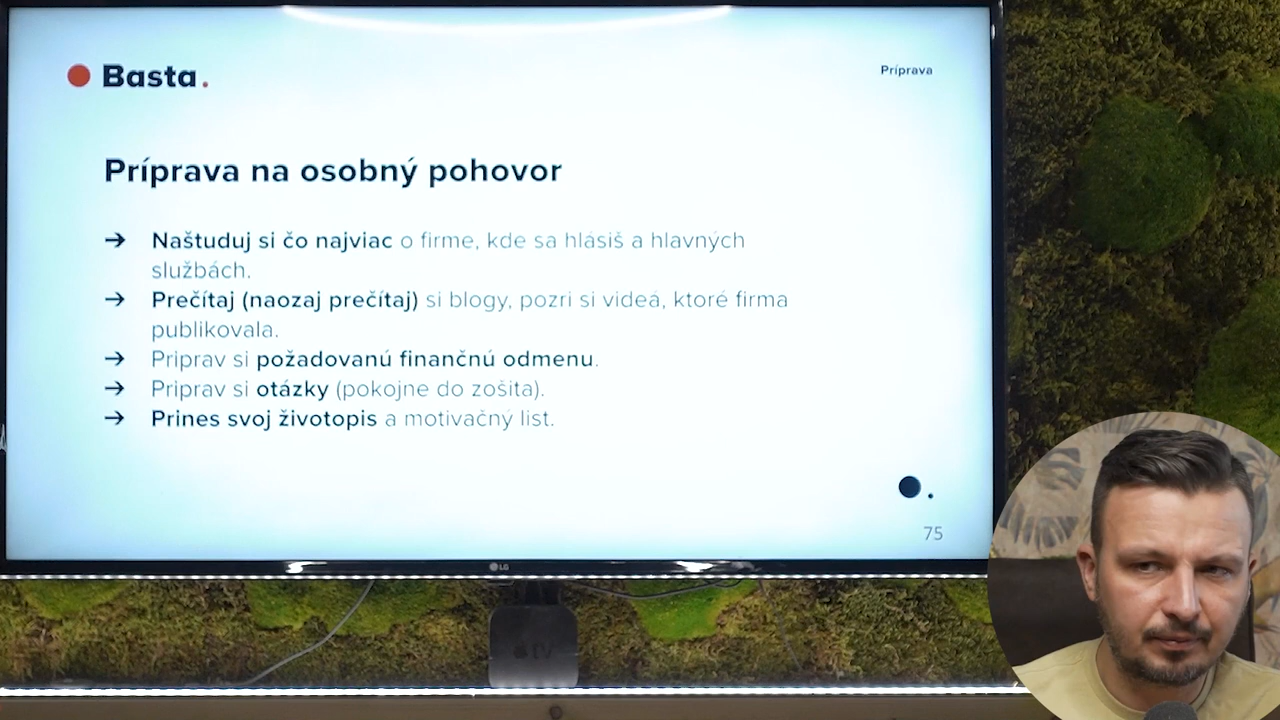 Basta.
Príprava
Príprava na osobný pohovor
→ Naštuduj si čo najviac o firme, kde sa hlásiš a hlavných
službách.
→ Prečítaj (naozaj prečítaj) si blogy, pozri si videá, ktoré firma
publikovala.
→ Priprav si požadovanú finančnú odmenu.
→ Priprav si otázky (pokojne do zošita).
→ Prines svoj životopis a motivačný list.
75
LG
tv